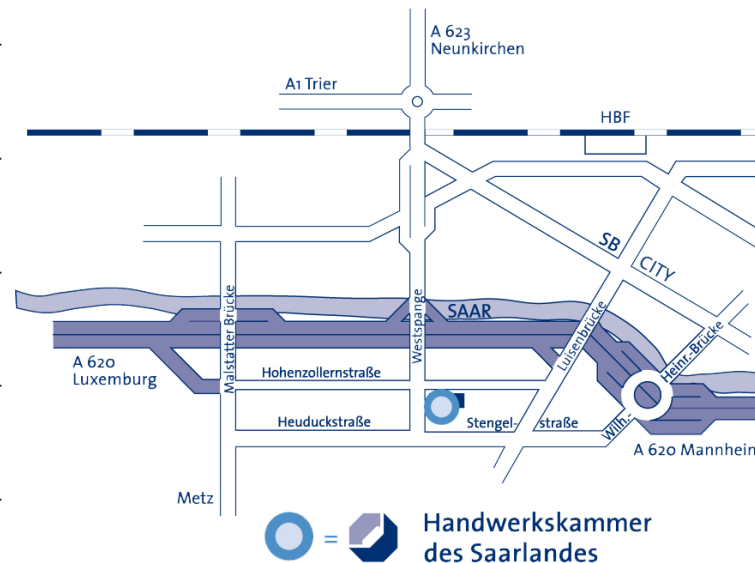 A 623
Neunkirchen
A1 Trier
HBF
SB
CITY
SAAR
Malstatter Brücke
Westspange
Luisenbrücke
Heinr.-Brücke
Wilh.-
A 620
Luxemburg
Hohenzollernstraße
Heuduckstraße
Stengel-
straße
A 620 Mannheim
Metz
=
Handwerkskammer
des Saarlandes